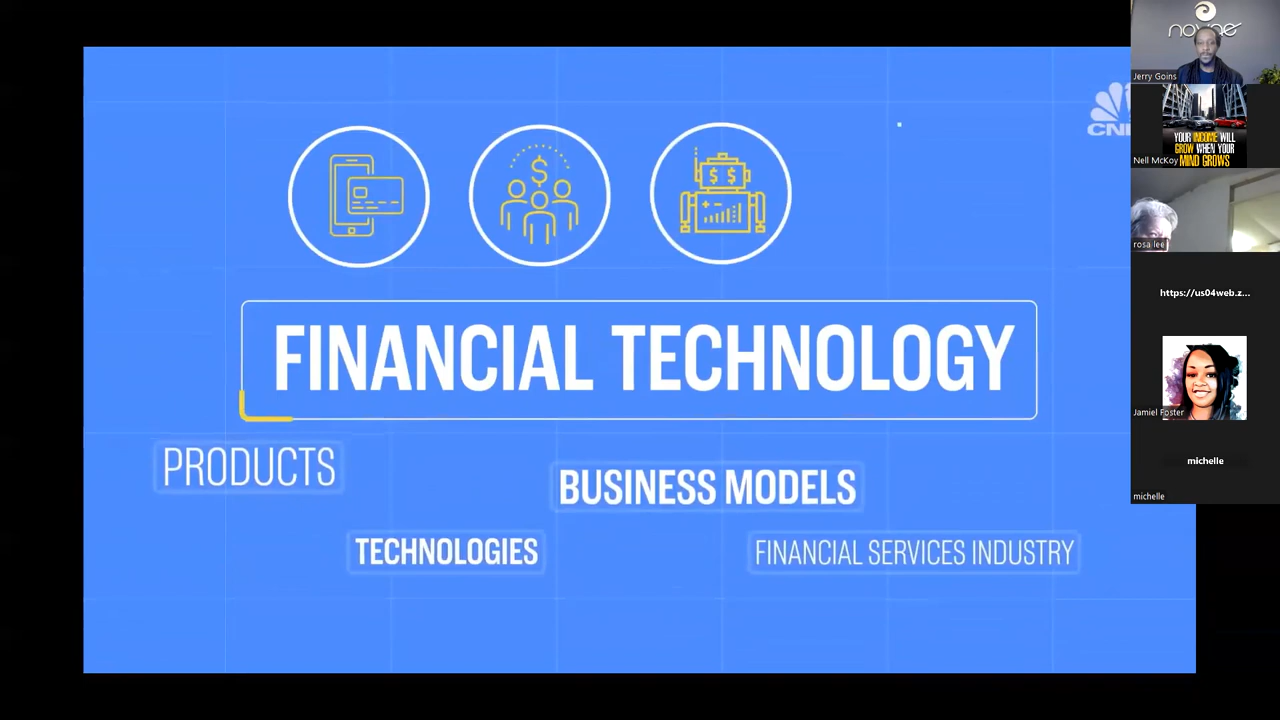 FINANCIAL TECHNOLOGY
PRODUCTS
BUSINESS MODELS
TECHNOLOGIES
FINANCIAL SERVICES INDUSTRY
$
$ $
novae
Jerry Goins
YOUR INCOME WILL
GROW WHEN YOUR
MIND GROWS
Nell McKoy
rosa lee
https://us04web.z...
Jamiel Foster
michelle
michelle